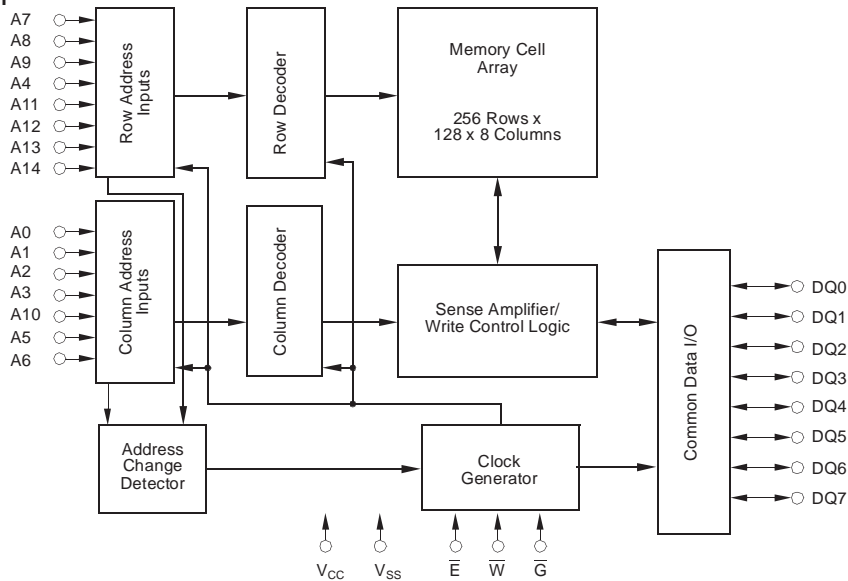 A7
A8
A9
A4
A11
A12
A13
A14
Row Address
Inputs
Row Decoder
Memory Cell
Array
256 Rows x
128 x 8 Columns
A0
A1
A2
A3
A10
A5
A6
Column Address
Inputs
Column Decoder
Sense Amplifier/
Write Control Logic
Common Data I/O
DQ0
DQ1
DQ2
DQ3
DQ4
DQ5
DQ6
DQ7
Address
Change
Detector
Clock
Generator
VCC
VSS
E̅
W̅
G̅